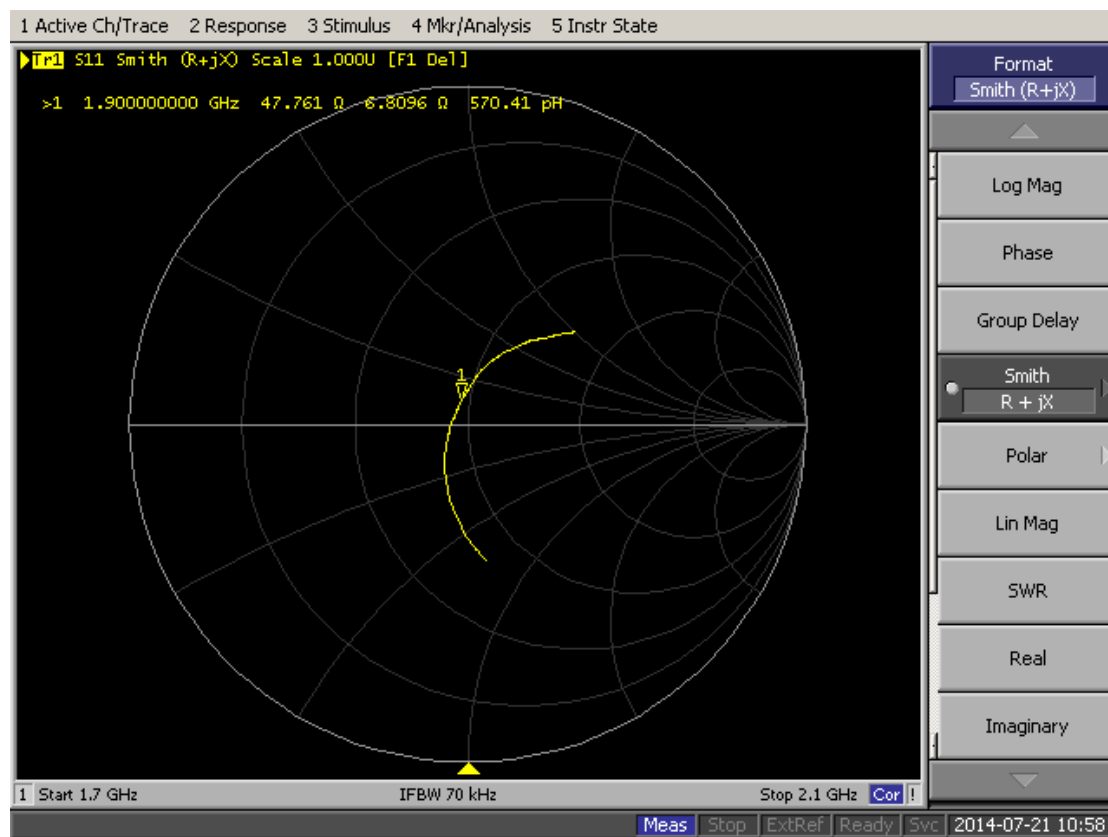 1 Active Ch/Trace 2 Response 3 Stimulus 4 Mkr/Analysis 5 Instr State
Tr1 S11 Smith (R+jX) Scale 1.000U [F1 Del]
>1 1.900000000 GHz 47.761 Ω 6.8096 Ω 570.41 pH
1
Format
Smith (R+jX)
Log Mag
Phase
Group Delay
Smith
R + jX
Polar
Lin Mag
SWR
Real
Imaginary
1 Start 1.7 GHz IFBW 70 kHz Stop 2.1 GHz Cor !
Meas Stop ExtRef Ready Svc 2014-07-21 10:58